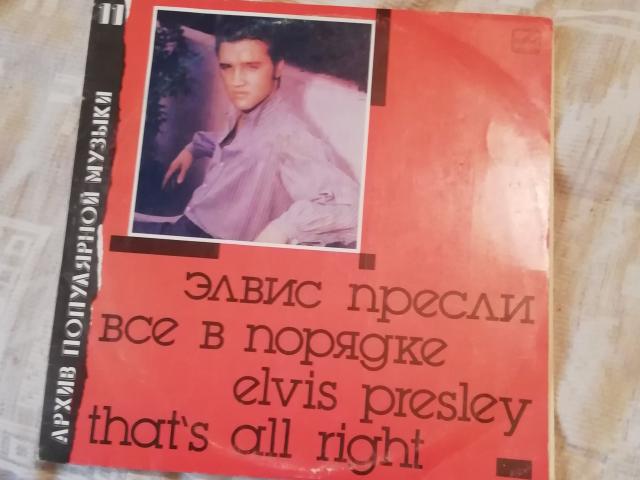 11
АРХИВ ПОПУЛЯРНОЙ МУЗЫКИ
элвис пресли
все в порядке
elvis presley
that's all right